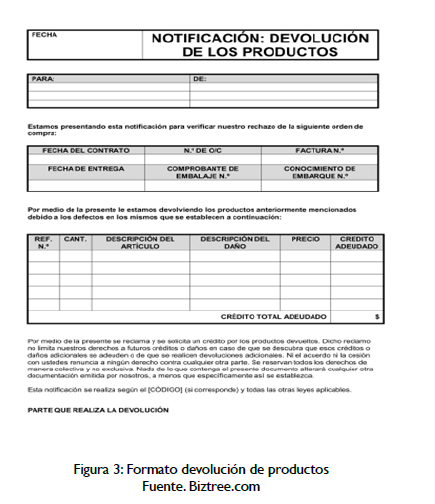 FECHA
NOTIFICACIÓN: DEVOLUCIÓN
DE LOS PRODUCTOS
PARA: DE:
Estamos presentando esta notificación para verificar nuestro rechazo de la siguiente orden de
compra:
FECHA DEL CONTRATO N.º DE O/C FACTURA N.º
FECHA DE ENTREGA COMPROBANTE DE EMBALAJE N.º CONOCIMIENTO DE EMBARQUE N.º
Por medio de la presente le estamos devolviendo los productos anteriormente mencionados
debido a los defectos en los mismos que se establecen a continuación:
REF. N.º CANT. DESCRIPCIÓN DEL ARTÍCULO DESCRIPCIÓN DEL DAÑO PRECIO CREDITO ADEUDADO
CRÉDITO TOTAL ADEUDADO $
Por medio de la presente se reclama y se solicita un crédito por los productos devueltos. Dicho reclamo
no limita nuestros derechos a futuros créditos o daños en caso de que se descubra que esos créditos o
daños adicionales se adeuden o de que se realicen devoluciones adicionales. Ni el acuerdo ni la cesión
con ustedes renuncia a ningún derecho contra cualquier otra parte. Se reservan todos los derechos de
manera colectiva y no exclusiva. Nada de lo que contenga el presente documento alterará cualquier otra
documentación emitida por nosotros, a menos que específicamente así se establezca.
Esta notificación se realiza según el [CÓDIGO] (si corresponde) y todas las otras leyes aplicables.
PARTE QUE REALIZA LA DEVOLUCIÓN
Figura 3: Formato devolución de productos
Fuente. Biztree.com